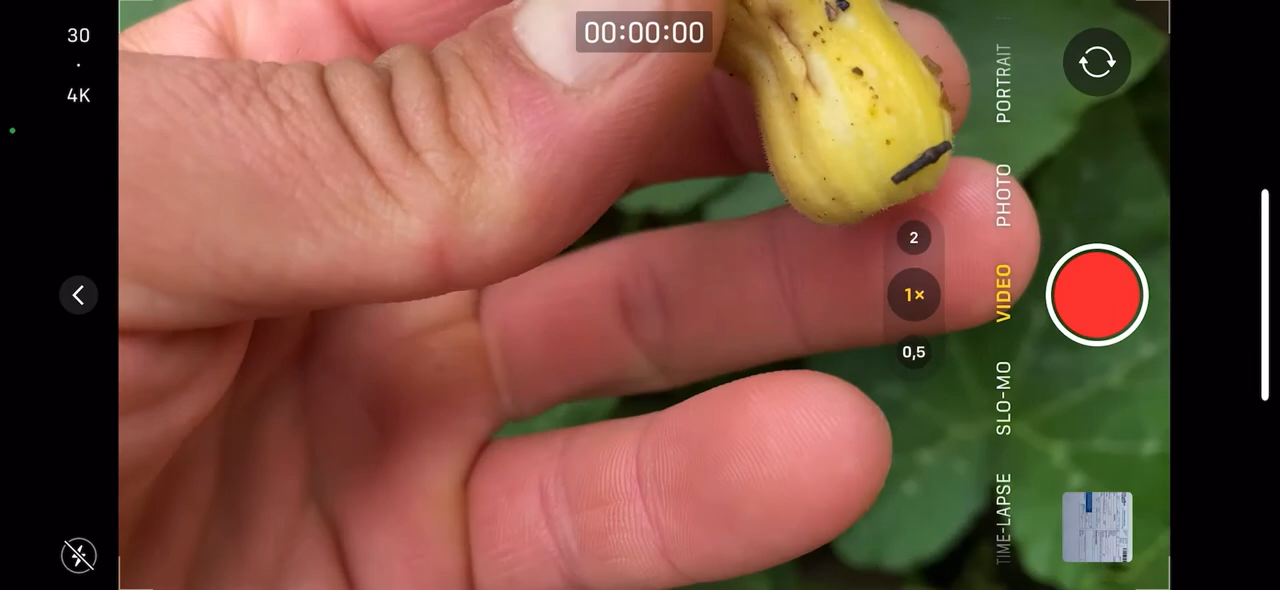 30
4K
00:00:00
PORTRAIT
PHOTO
VIDEO
SLO-MO
TIME-LAPSE
2
1×
0,5